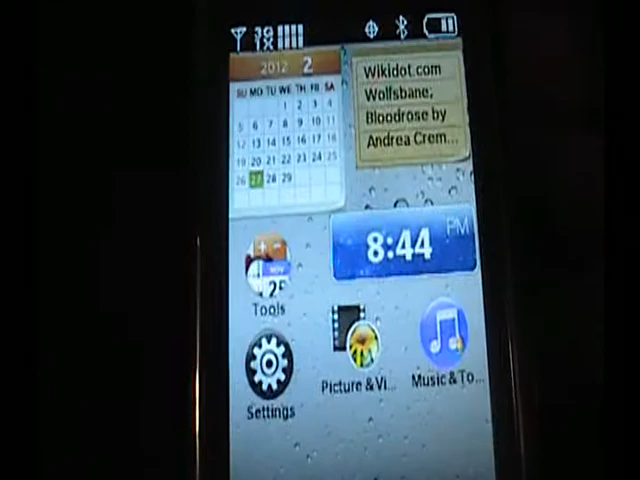 3G
1X
2012 2
SU MO TU WE TH FR SA
1 2 3 4
5 6 7 8 9 10 11
12 13 14 15 16 17 18
19 20 21 22 23 24 25
26 27 28 29
Wikidot.com
Wolfsbane;
Bloodrose by
Andrea Crem...
8:44 PM
Tools
Settings
Picture & Vi...
Music & To...